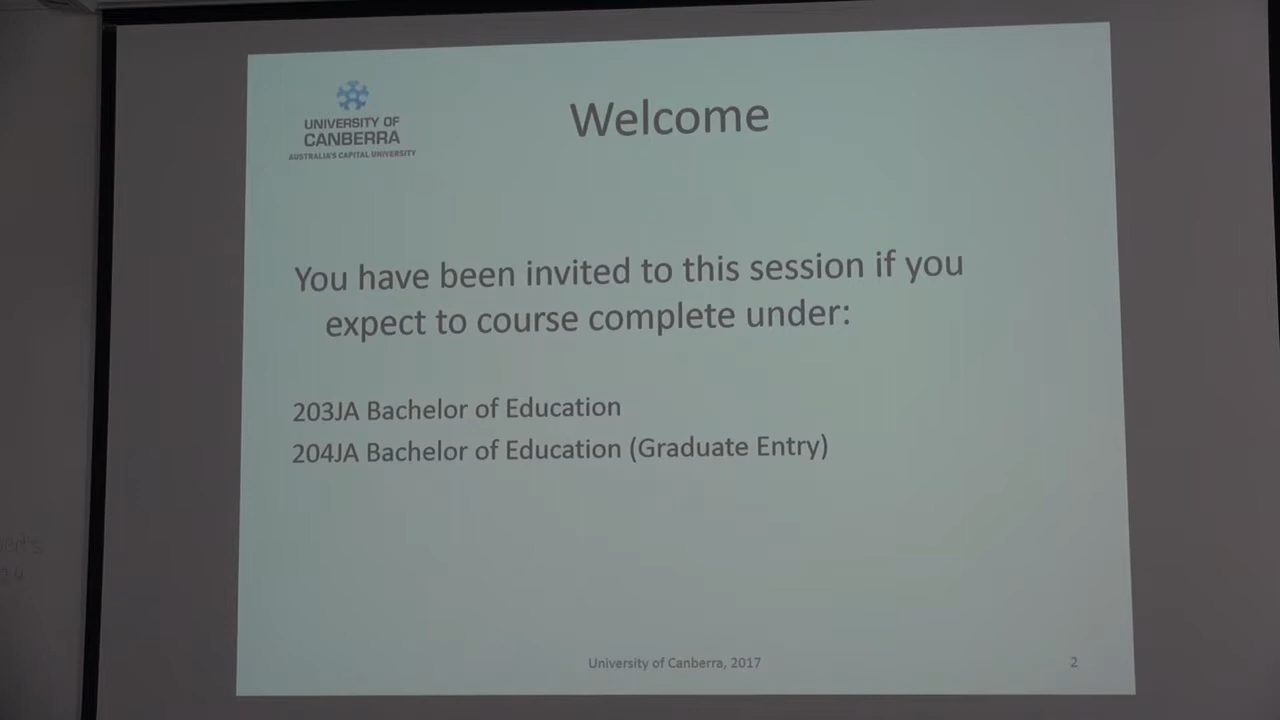 UNIVERSITY OF
CANBERRA
AUSTRALIA'S CAPITAL UNIVERSITY
Welcome
You have been invited to this session if you
expect to course complete under:
203JA Bachelor of Education
204JA Bachelor of Education (Graduate Entry)
University of Canberra, 2017
2